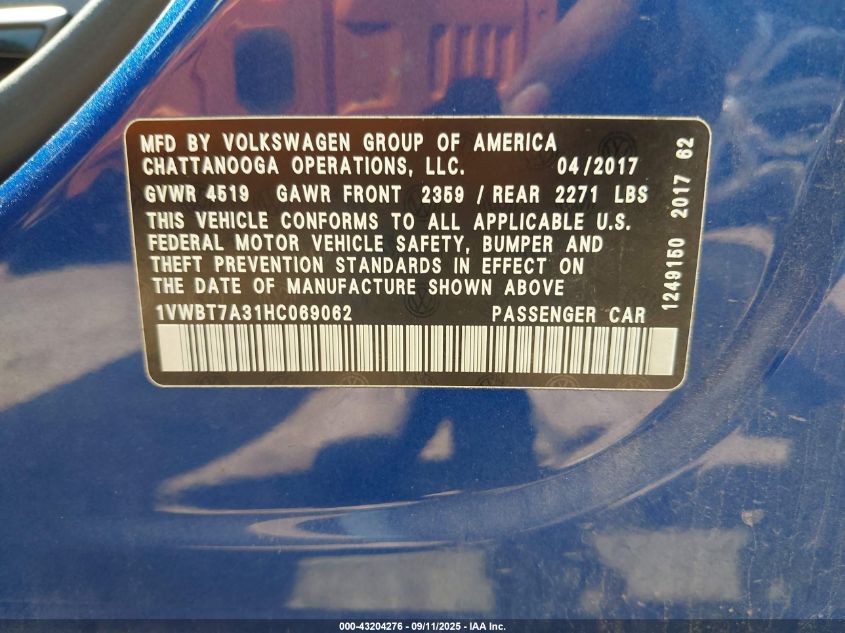 MFD BY VOLKSWAGEN GROUP OF AMERICA
CHATTANOOGA OPERATIONS, LLC. 04/2017
GVWR 4519 GAWR FRONT 2359 / REAR 2271 LBS
THIS VEHICLE CONFORMS TO ALL APPLICABLE U.S.
FEDERAL MOTOR VEHICLE SAFETY, BUMPER AND
THEFT PREVENTION STANDARDS IN EFFECT ON
THE DATE OF MANUFACTURE SHOWN ABOVE
1VWBT7A31HC069062 PASSENGER CAR
1249150 2017 62
000-43204276 - 09/11/2025 - IAA Inc.